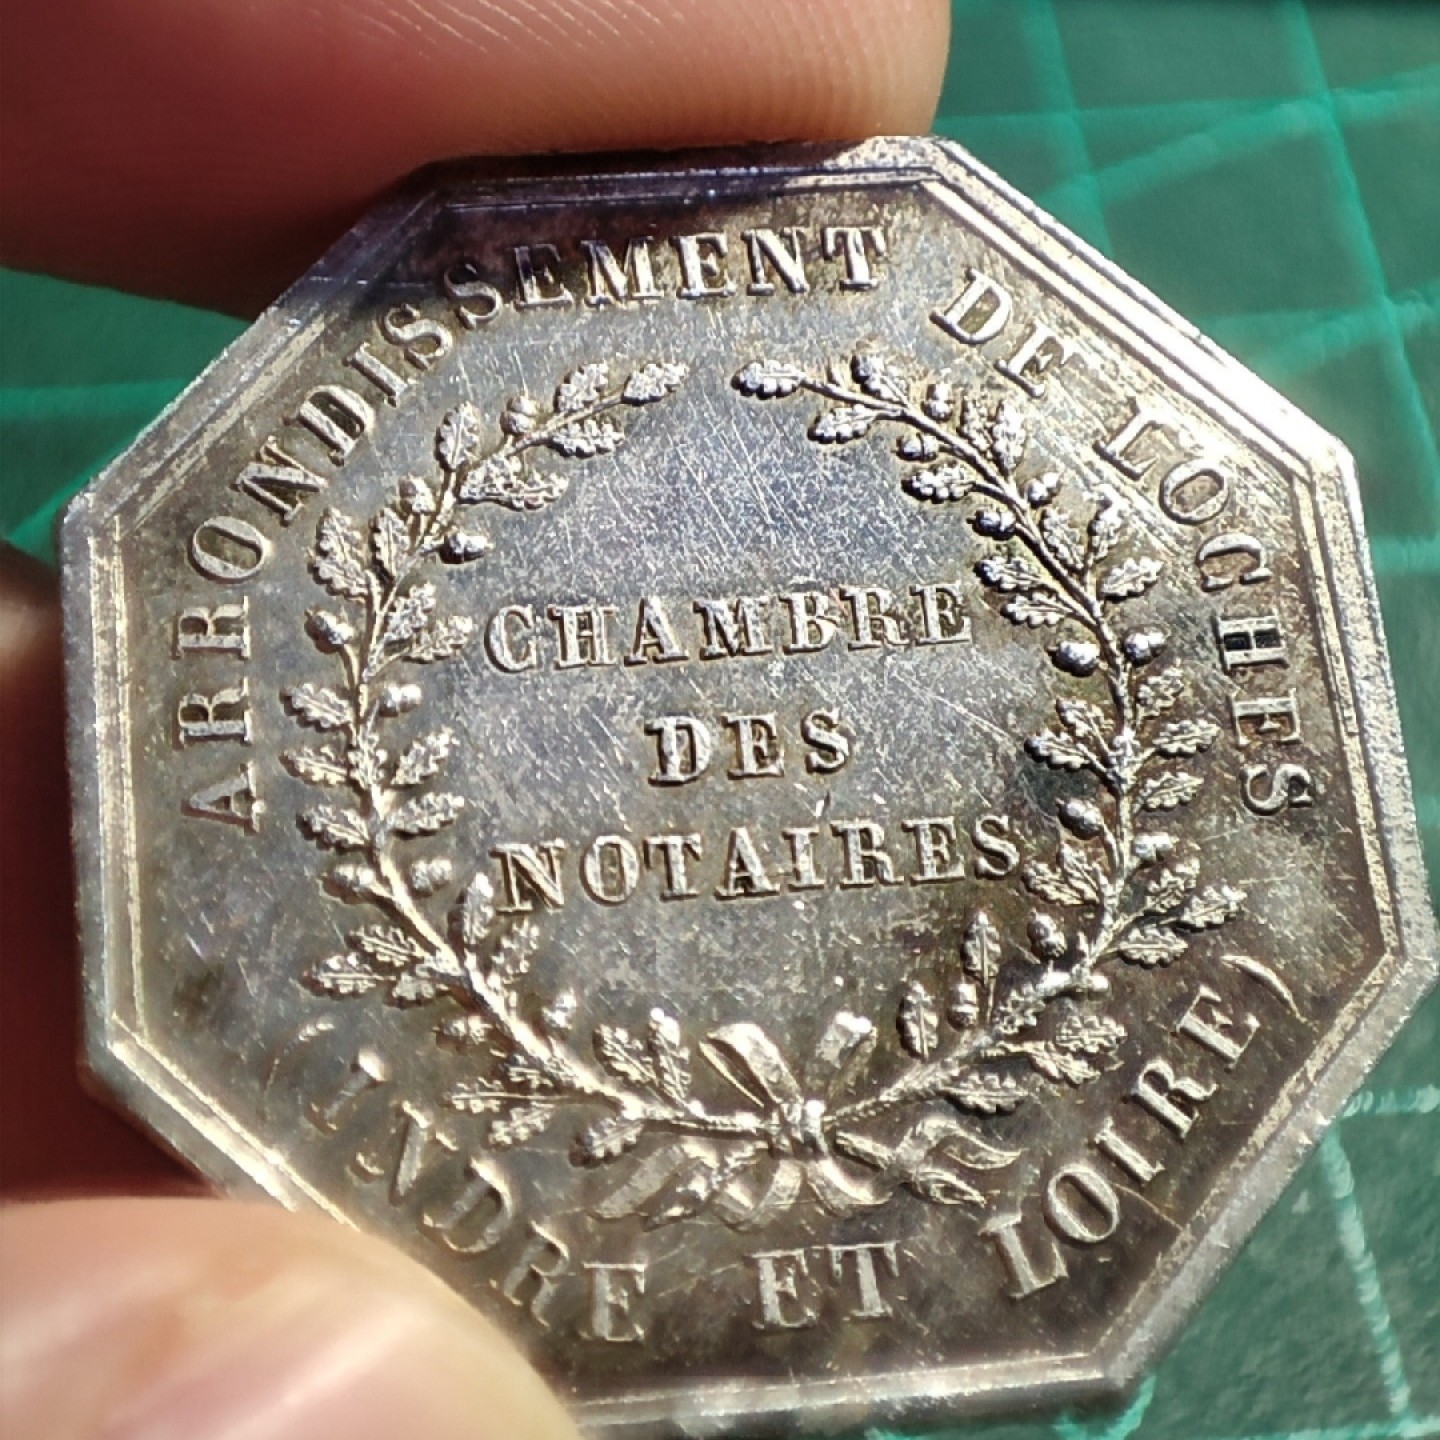 ARRONDISSEMENT DE LOCHES
CHAMBRE
DES
NOTAIRES
(INDRE ET LOIRE)